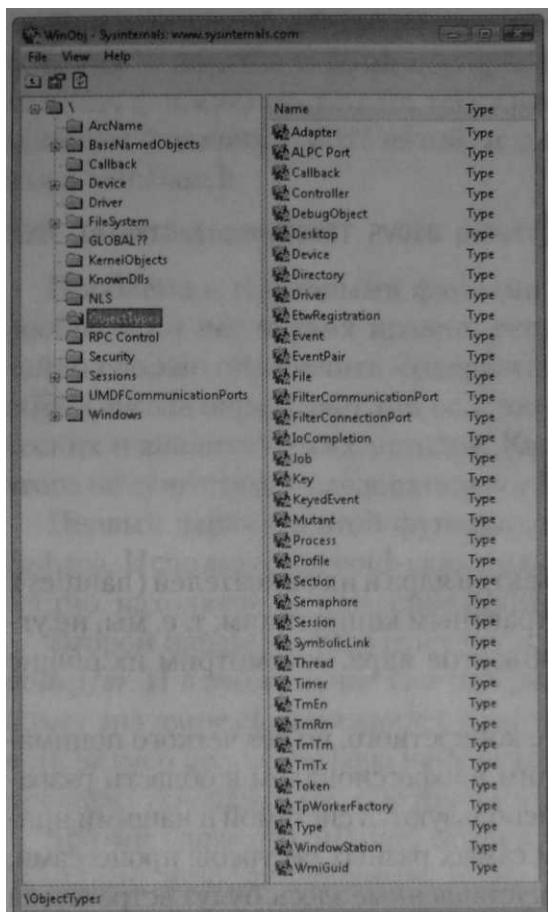 WinObj - Sysinternals: www.sysinternals.com
File View Help
\
ArcName
BaseNamedObjects
Callback
Device
Driver
FileSystem
GLOBAL??
KernelObjects
KnownDlls
NLS
ObjectTypes
RPC Control
Security
Sessions
UMDFCommunicationPorts
Windows
Name Type
Adapter Type
ALPC Port Type
Callback Type
Controller Type
DebugObject Type
Desktop Type
Device Type
Directory Type
Driver Type
EtwRegistration Type
Event Type
EventPair Type
File Type
FilterCommunicationPort Type
FilterConnectionPort Type
IoCompletion Type
Job Type
Key Type
KeyedEvent Type
Mutant Type
Process Type
Profile Type
Section Type
Semaphore Type
Session Type
SymbolicLink Type
Thread Type
Timer Type
TmEn Type
TmRm Type
TmTm Type
TmTx Type
Token Type
TpWorkerFactory Type
Type Type
WindowStation Type
WmiGuid Type
\ObjectTypes